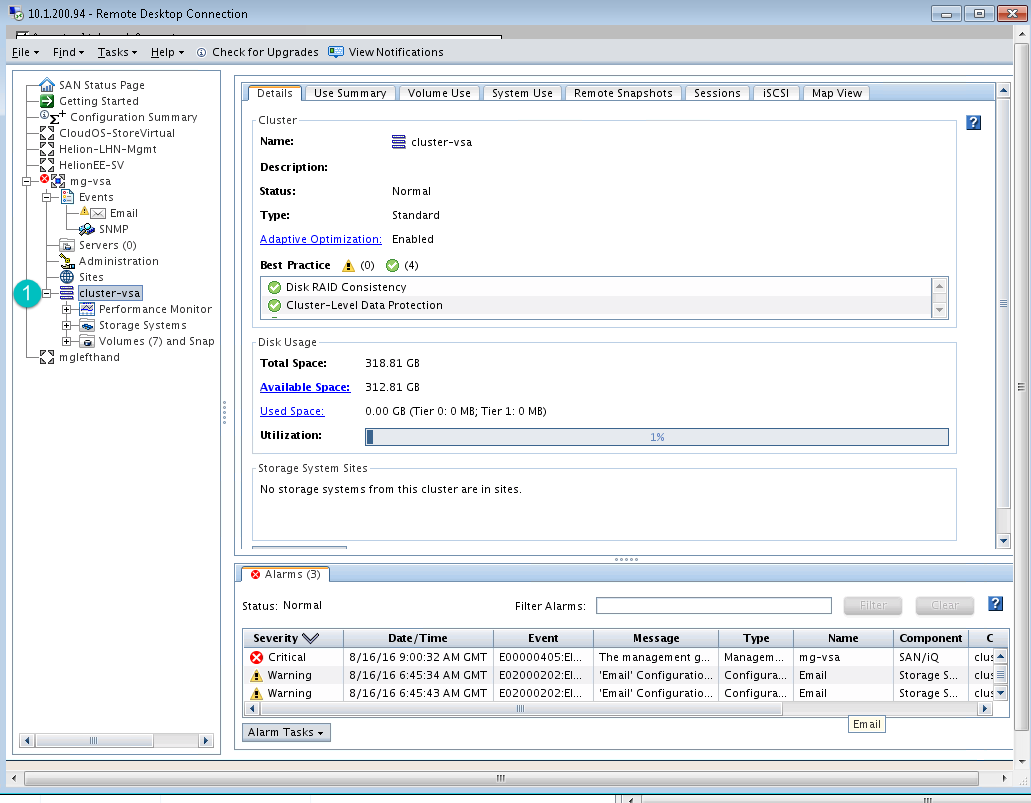 10.1.200.94 - Remote Desktop Connection
File Find Tasks Help Check for Upgrades View Notifications
SAN Status Page
Getting Started
Configuration Summary
CloudOS-StoreVirtual
Helion-LHN-Mgmt
HelionEE-SV
mg-vsa
Events
Email
SNMP
Servers (0)
Administration
Sites
1 cluster-vsa
Performance Monitor
Storage Systems
Volumes (7) and Snap
mglefthand
Details Use Summary Volume Use System Use Remote Snapshots Sessions iSCSI Map View
Cluster
Name: cluster-vsa
Description:
Status: Normal
Type: Standard
Adaptive Optimization: Enabled
Best Practice (0) (4)
Disk RAID Consistency
Cluster-Level Data Protection
Disk Usage
Total Space: 318.81 GB
Available Space: 312.81 GB
Used Space: 0.00 GB (Tier 0: 0 MB; Tier 1: 0 MB)
Utilization: 1%
Storage System Sites
No storage systems from this cluster are in sites.
Alarms (3)
Status: Normal Filter Alarms: Filter Clear
Severity Date/Time Event Message Type Name Component C
Critical 8/16/16 9:00:32 AM GMT E00000405:EI... The management g... Managem... mg-vsa SAN/iQ clus
Warning 8/16/16 6:45:34 AM GMT E02000202:EI... 'Email' Configuratio... Configura... Email Storage S... clus
Warning 8/16/16 6:45:43 AM GMT E02000202:EI... 'Email' Configuratio... Configura... Email Storage S... clus
Email
Alarm Tasks